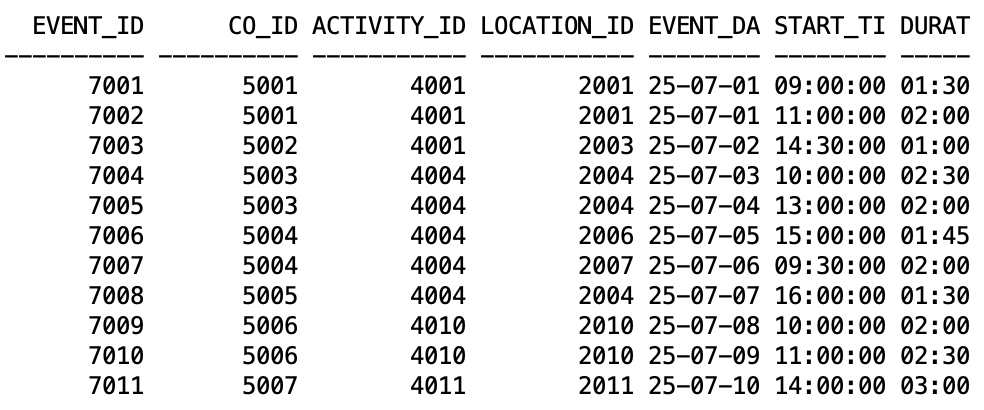 EVENT_ID CO_ID ACTIVITY_ID LOCATION_ID EVENT_DA START_TI DURAT
---------- ---------- ----------- ----------- -------- -------- -----
7001 5001 4001 2001 25-07-01 09:00:00 01:30
7002 5001 4001 2001 25-07-01 11:00:00 02:00
7003 5002 4001 2003 25-07-02 14:30:00 01:00
7004 5003 4004 2004 25-07-03 10:00:00 02:30
7005 5003 4004 2004 25-07-04 13:00:00 02:00
7006 5004 4004 2006 25-07-05 15:00:00 01:45
7007 5004 4004 2007 25-07-06 09:30:00 02:00
7008 5005 4004 2004 25-07-07 16:00:00 01:30
7009 5006 4010 2010 25-07-08 10:00:00 02:00
7010 5006 4010 2010 25-07-09 11:00:00 02:30
7011 5007 4011 2011 25-07-10 14:00:00 03:00